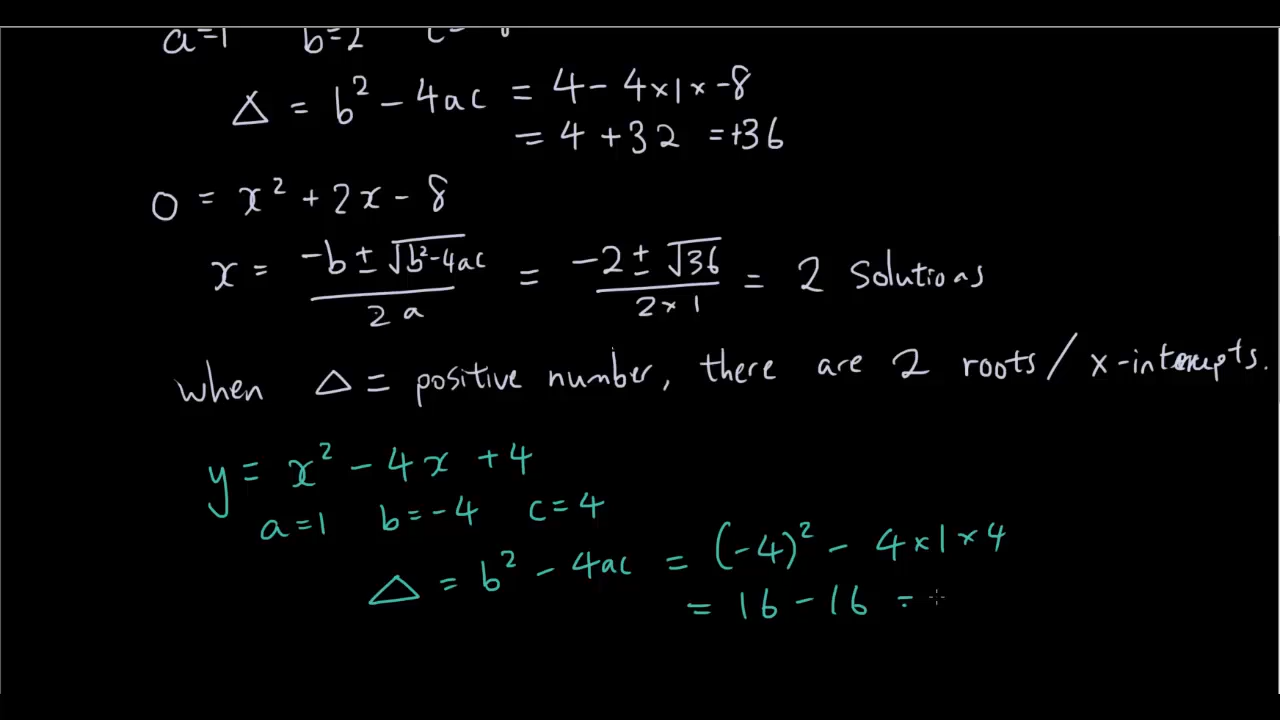 a=1 b=2 c=
Δ = b² - 4ac = 4 - 4×1×-8
= 4 + 32 = +36
0 = x² + 2x - 8
x = (-b ± √(b²-4ac))/(2a) = (-2 ± √36)/(2×1) = 2 Solutions
when Δ = positive number, there are 2 roots / x-intercepts.
y = x² - 4x + 4
a=1 b=-4 c=4
Δ = b² - 4ac = (-4)² - 4×1×4
= 16 - 16 =